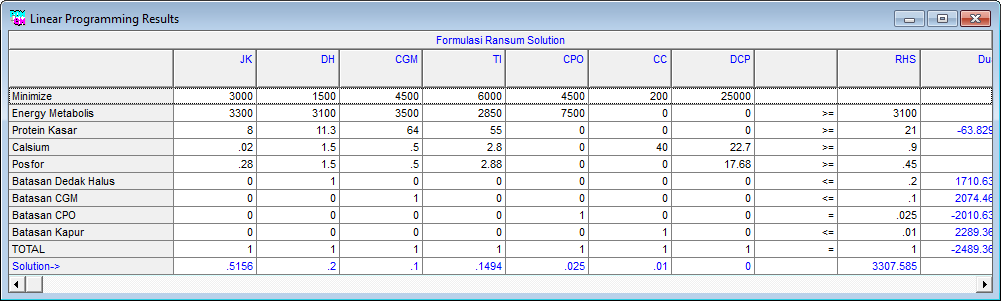 Linear Programming Results
Formulasi Ransum Solution
JK DH CGM TI CPO CC DCP RHS Du
Minimize 3000 1500 4500 6000 4500 200 25000
Energy Metabolis 3300 3100 3500 2850 7500 0 0 >= 3100
Protein Kasar 8 11.3 64 55 0 0 0 >= 21 -63.829
Calsium .02 1.5 .5 2.8 0 40 22.7 >= .9
Posfor .28 1.5 .5 2.88 0 0 17.68 >= .45
Batasan Dedak Halus 0 1 0 0 0 0 0 <= .2 1710.63
Batasan CGM 0 0 1 0 0 0 0 <= .1 2074.46
Batasan CPO 0 0 0 0 1 0 0 = .025 -2010.63
Batasan Kapur 0 0 0 0 0 1 0 <= .01 2289.36
TOTAL 1 1 1 1 1 1 1 = 1 -2489.36
Solution-> .5156 .2 .1 .1494 .025 .01 0 3307.585